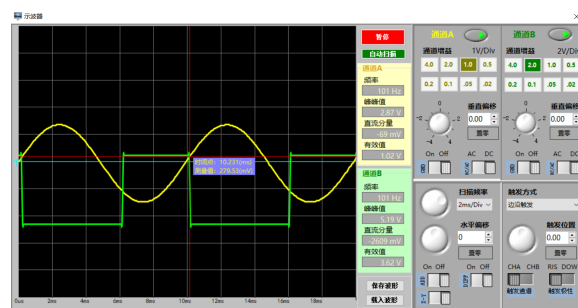 示波器
时间点: 10.231(ms)
测量值: 278.53(mV)
0us 2ms 4ms 6ms 8ms 10ms 12ms 14ms 16ms 18ms
暂停
自动扫描
通道A
频率
101 Hz
峰峰值
2.87 V
直流分量
-69 mV
有效值
1.02 V
通道B
频率
101 Hz
峰峰值
5.19 V
直流分量
-2609 mV
有效值
3.62 V
保存波形
载入波形
通道A
通道增益 1V/Div
4.0 2.0 1.0 0.5
0.2 0.1 .05 .02
垂直偏移
0.00
置零
On Off AC DC
通道B
通道增益 2V/Div
4.0 2.0 1.0 0.5
0.2 0.1 .05 .02
垂直偏移
0.00
置零
On Off AC DC
扫描频率
2ms/Div
水平偏移
0
置零
On Off On Off
触发方式
边沿触发
触发位置
0.00
置零
CHA CHB RIS DOW
触发通道 触发极性